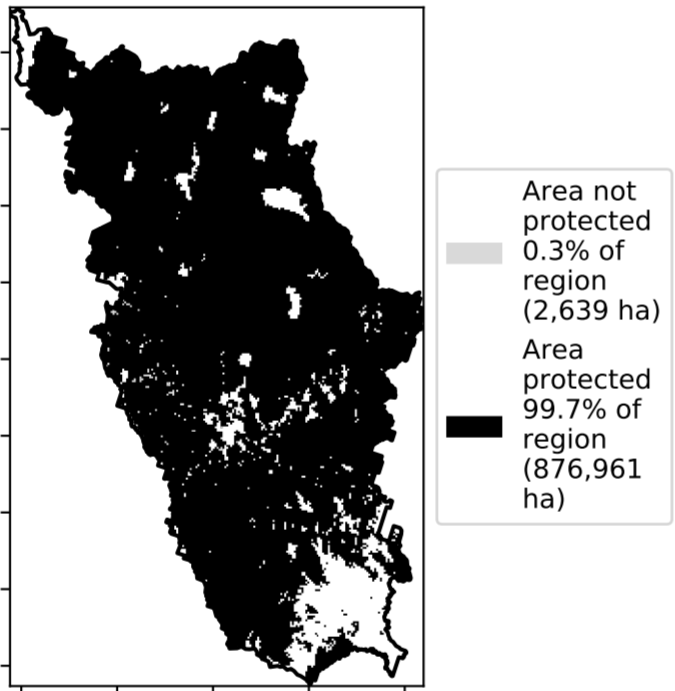 Area not
protected
0.3% of
region
(2,639 ha)
Area
protected
99.7% of
region
(876,961
ha)